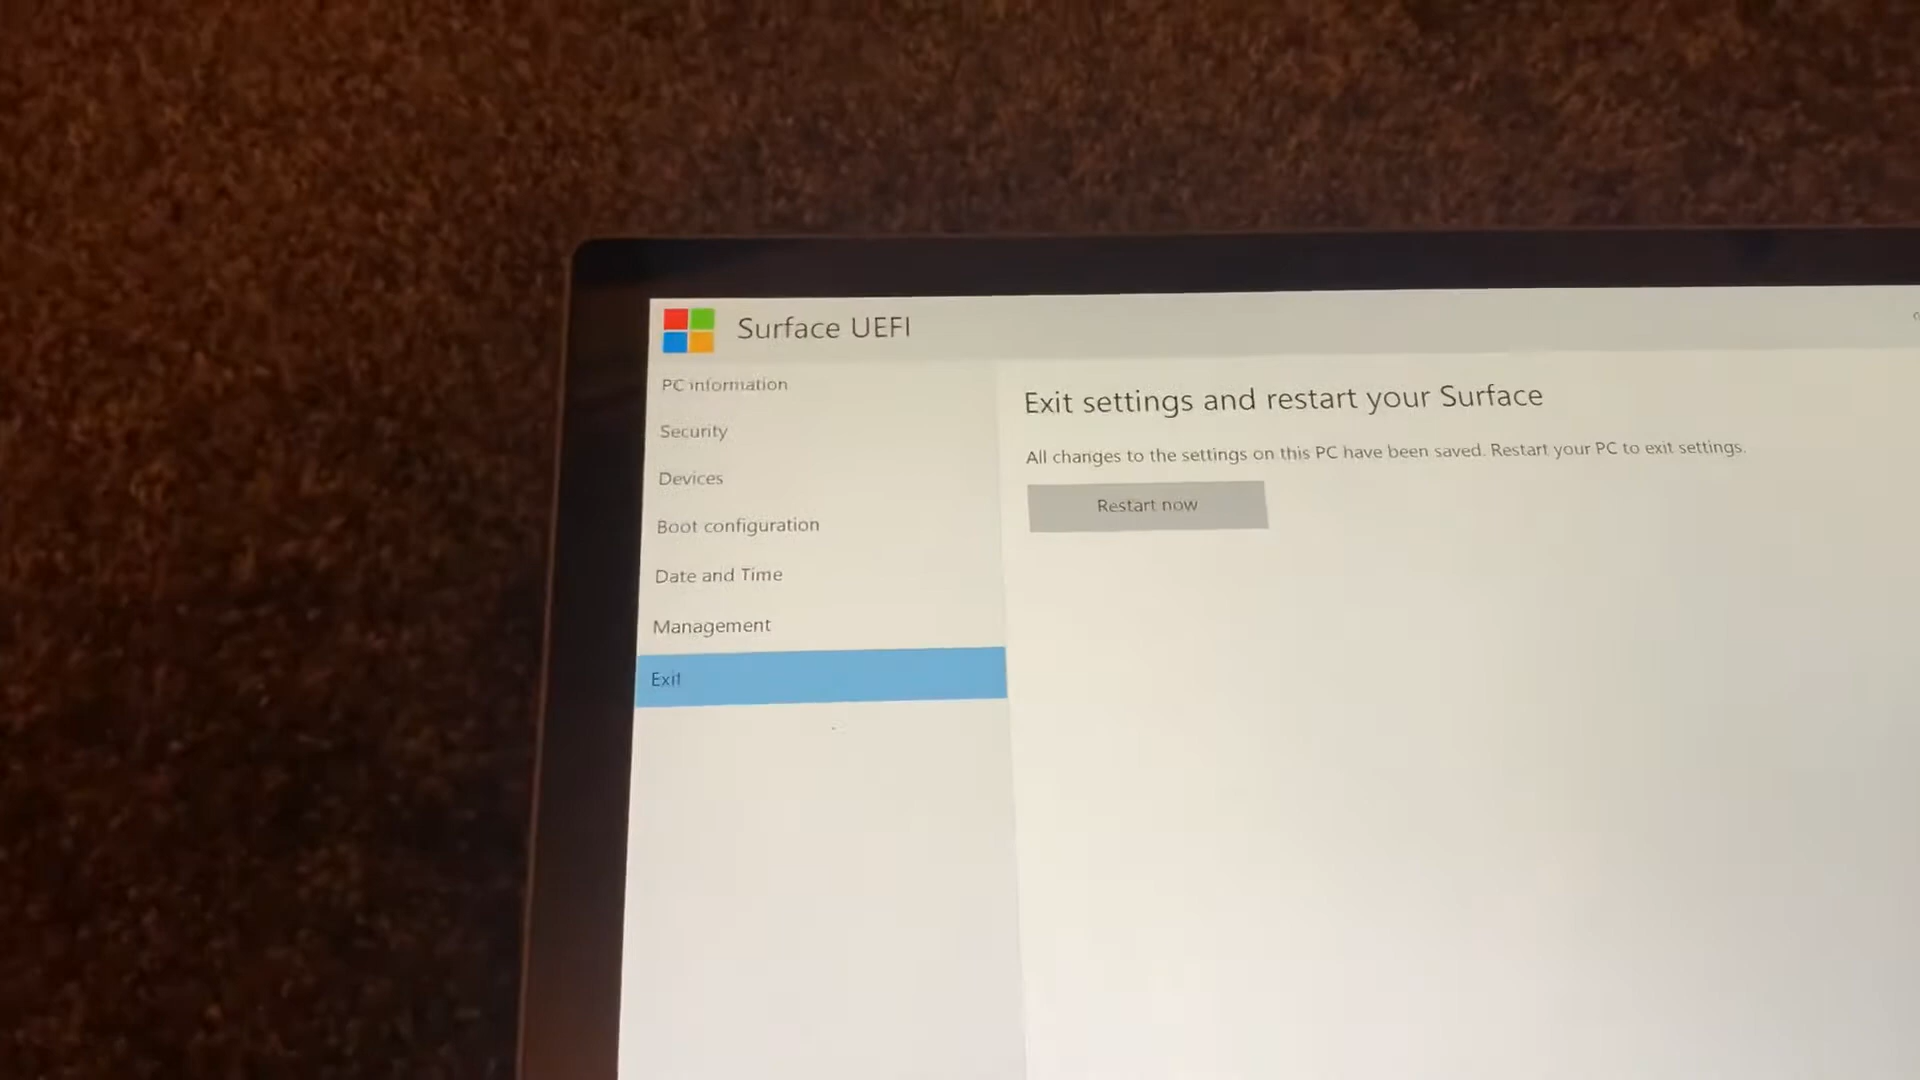 Surface UEFI
PC information
Security
Devices
Boot configuration
Date and Time
Management
Exit
Exit settings and restart your Surface
All changes to the settings on this PC have been saved. Restart your PC to exit settings.
Restart now